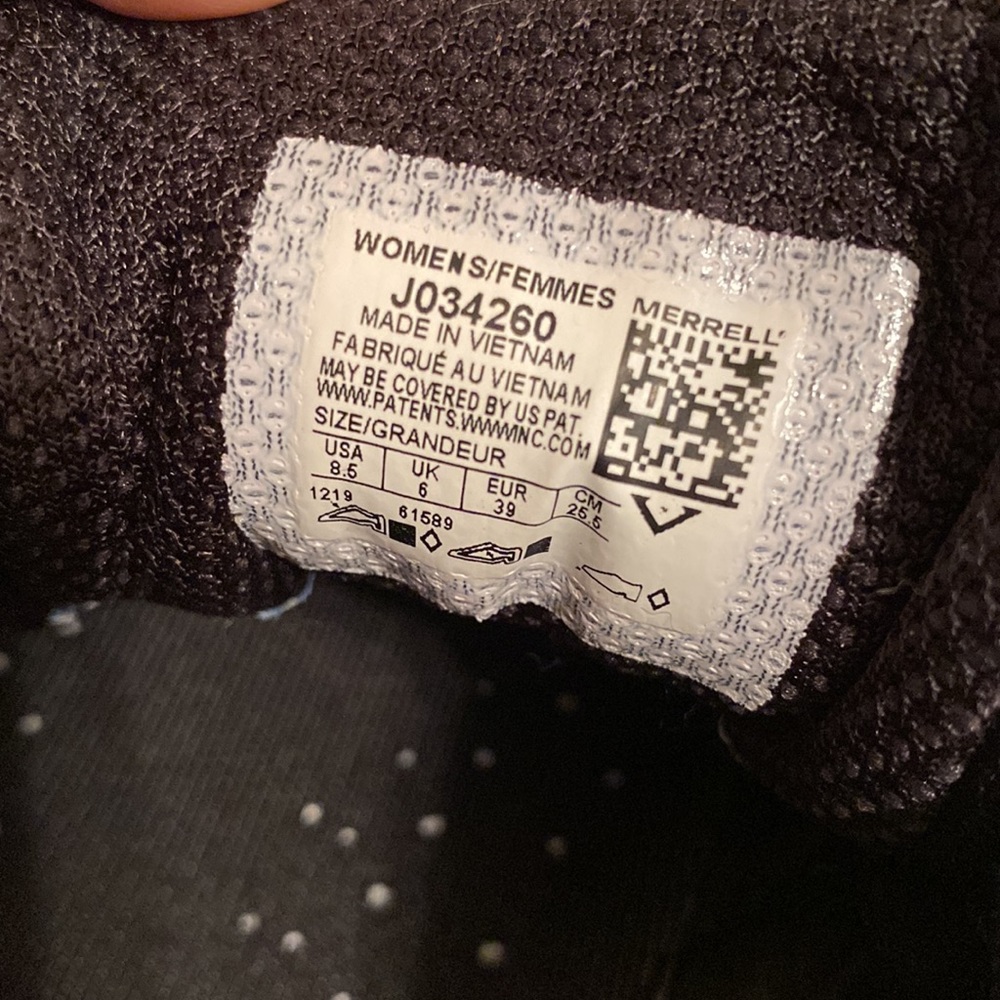 WOMENS/FEMMES
J034260
MADE IN VIETNAM
FABRIQUÉ AU VIETNAM
MAY BE COVERED BY US PAT.
WWW.PATENTS.WWWINC.COM
SIZE/GRANDEUR
USA UK EUR CM
8.5 6 39 25.5
1219 61589
MERRELL